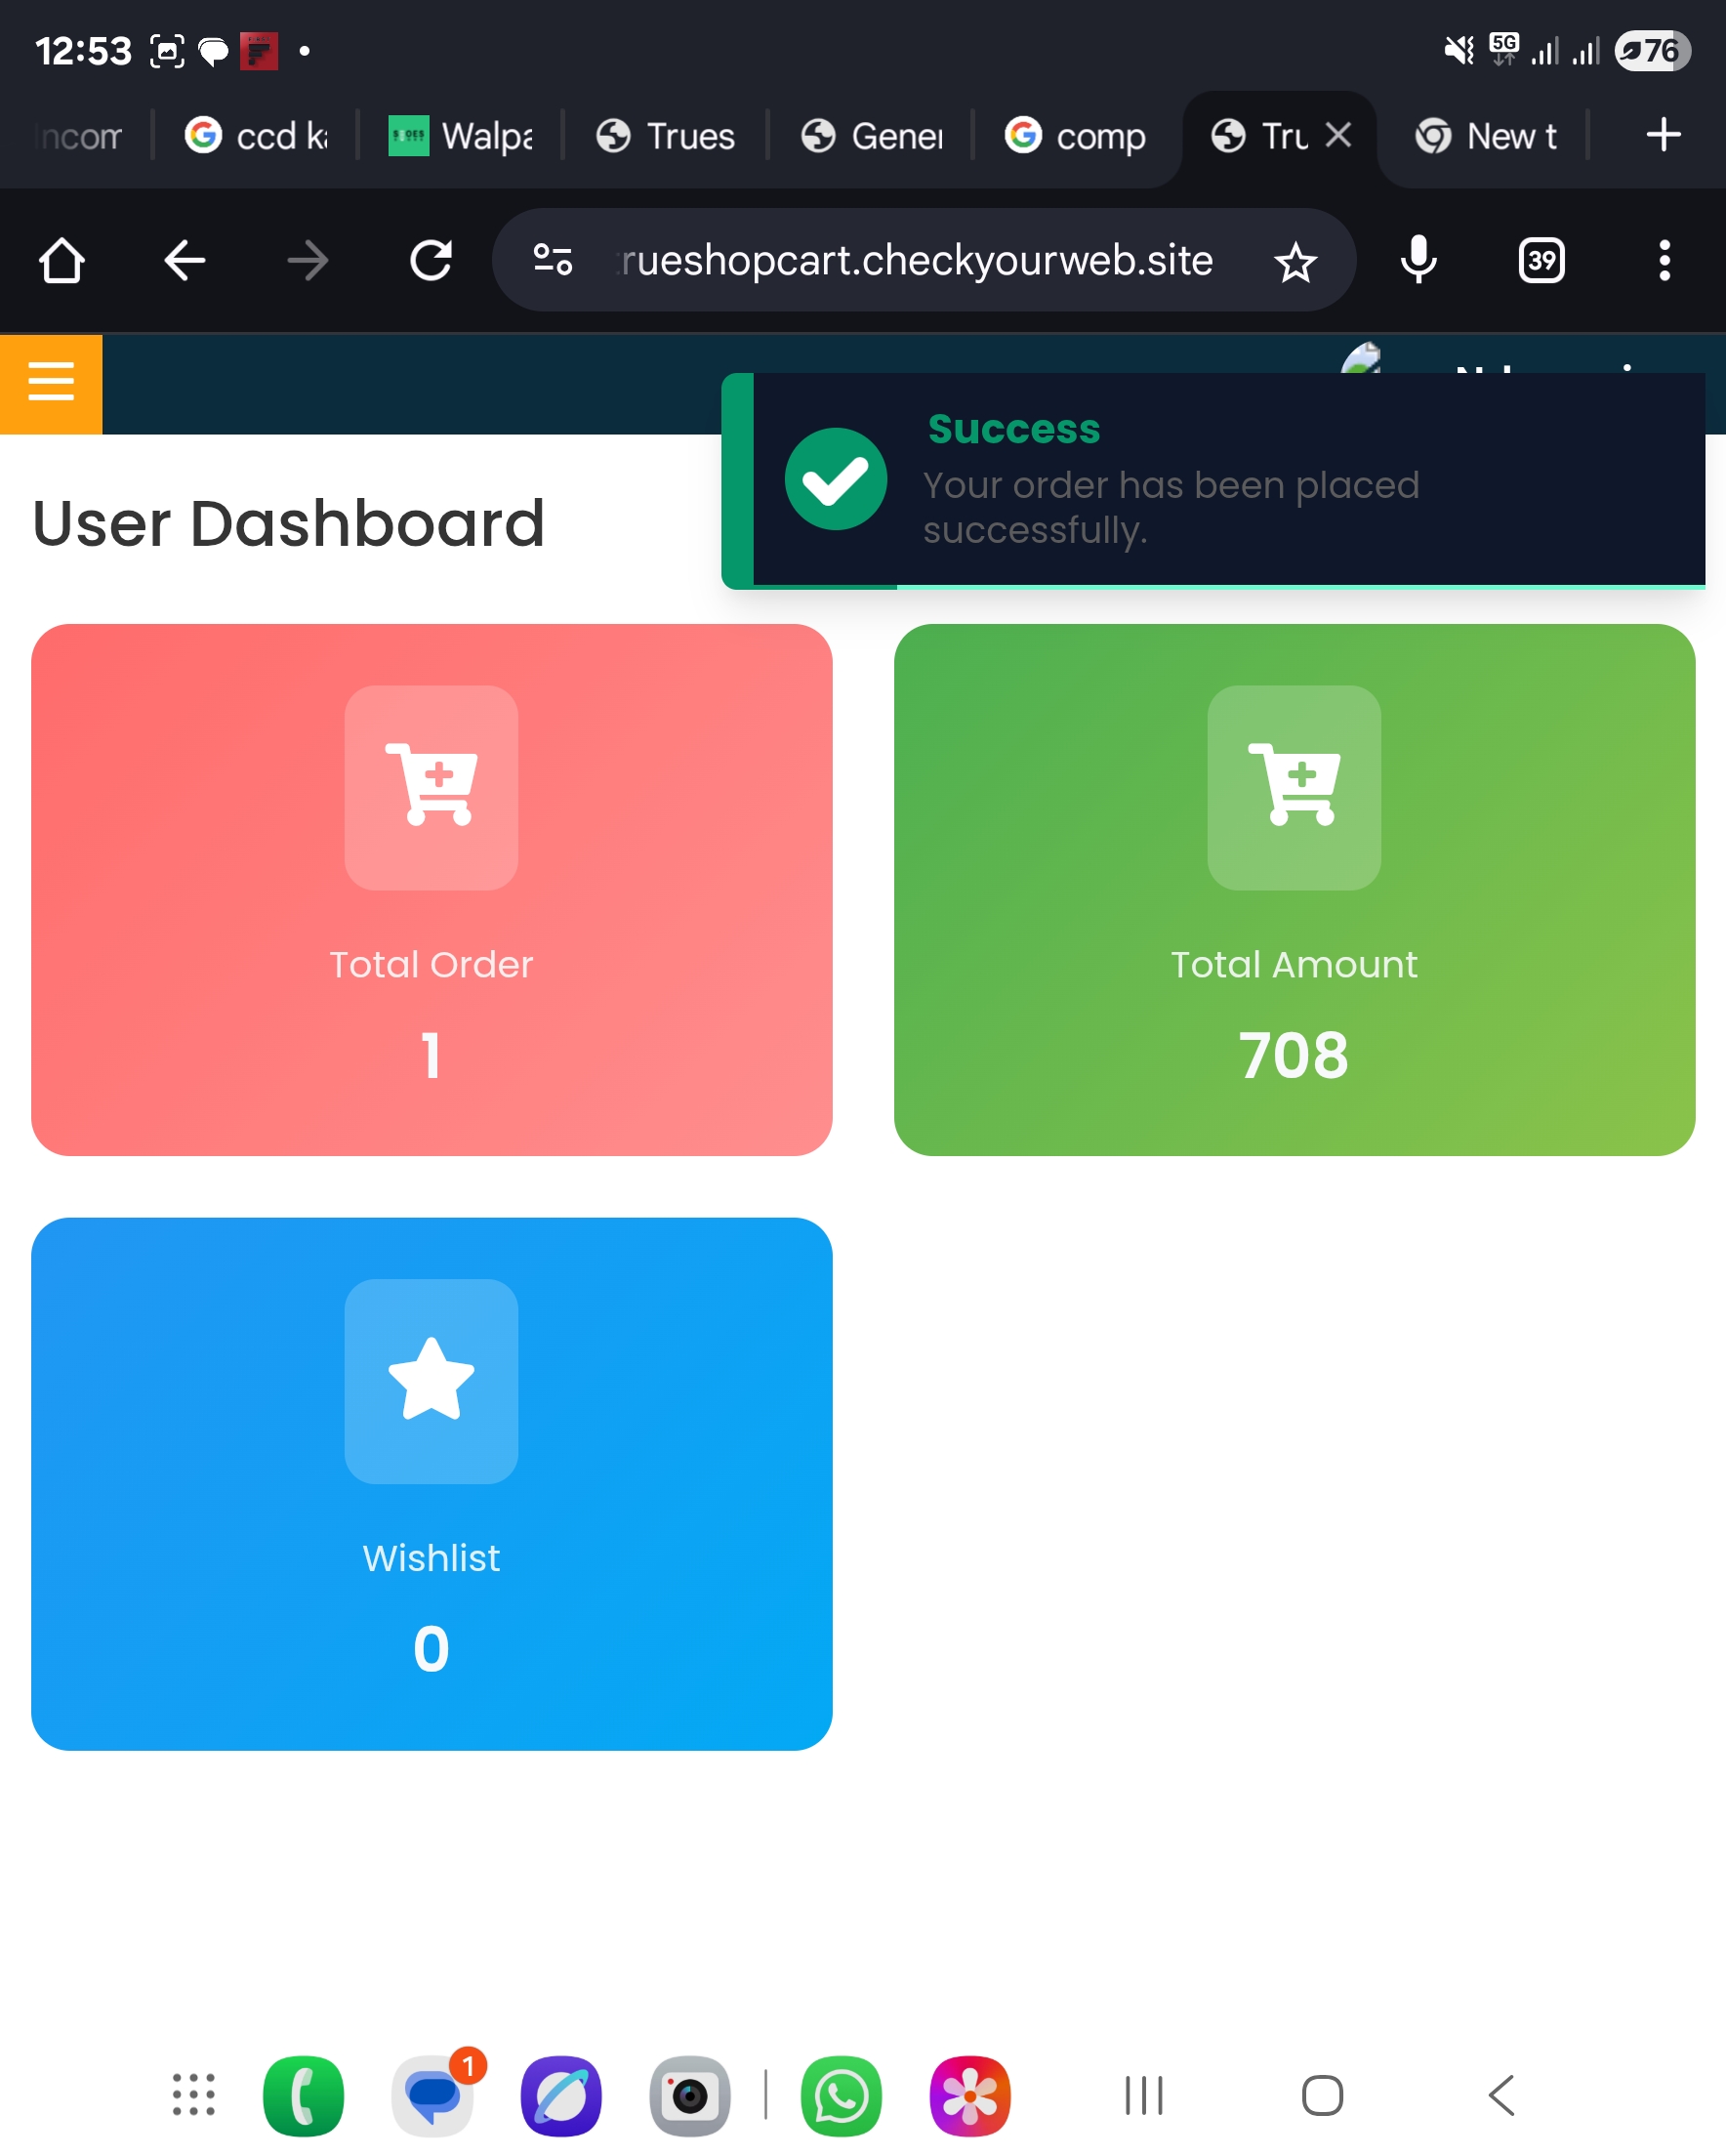 12:53
5G
76
ncom
ccd k
Walpa
Trues
Gener
comp
Tru
New t
rueshopcart.checkyourweb.site
39
Success
Your order has been placed
successfully.
User Dashboard
Total Order
1
Total Amount
708
Wishlist
0
1